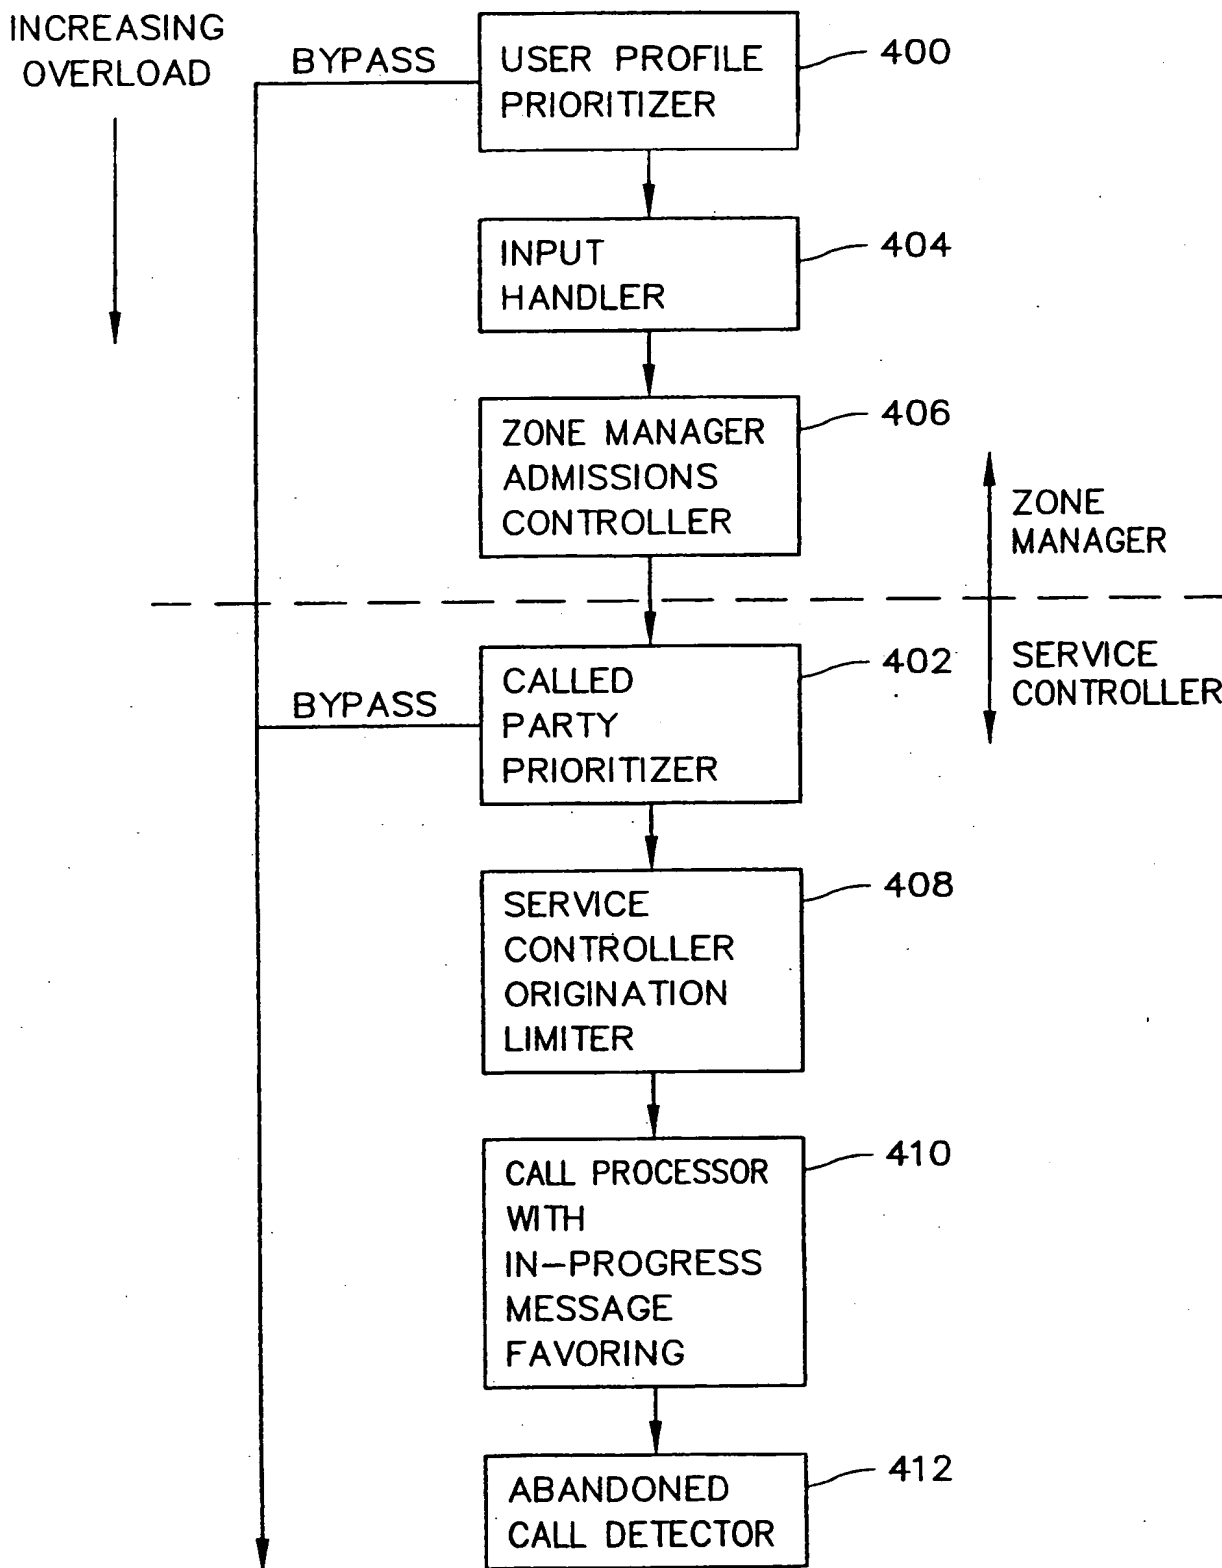 INCREASING
OVERLOAD
BYPASS
USER PROFILE
PRIORITIZER
400
INPUT
HANDLER
404
ZONE MANAGER
ADMISSIONS
CONTROLLER
406
ZONE
MANAGER
SERVICE
CONTROLLER
CALLED
PARTY
PRIORITIZER
402
BYPASS
SERVICE
CONTROLLER
ORIGINATION
LIMITER
408
CALL PROCESSOR
WITH
IN-PROGRESS
MESSAGE
FAVORING
410
ABANDONED
CALL DETECTOR
412